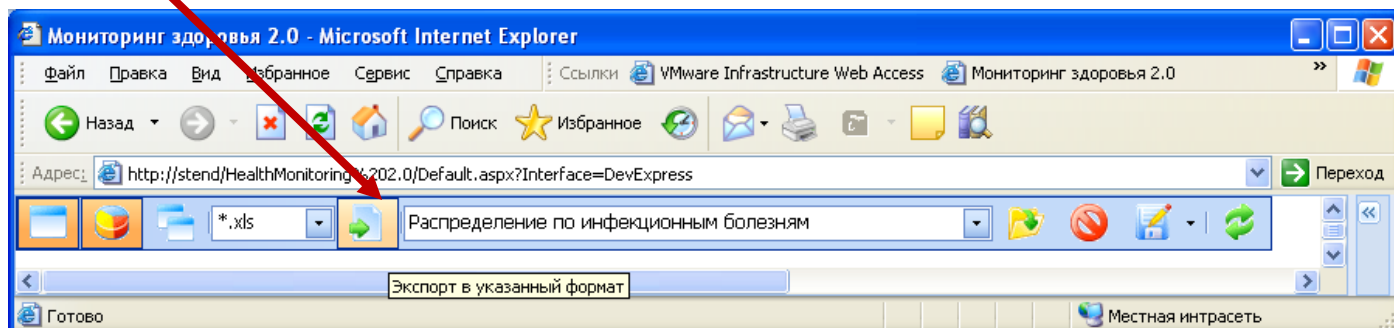 Мониторинг здоровья 2.0 - Microsoft Internet Explorer
Файл Правка Вид Избранное Сервис Справка Ссылки VMware Infrastructure Web Access Мониторинг здоровья 2.0 »
Назад Поиск Избранное
Адрес: http://stend/HealthMonitoring%202.0/Default.aspx?Interface=DevExpress Переход
*.xls Распределение по инфекционным болезням
Экспорт в указанный формат
Готово Местная интрасеть